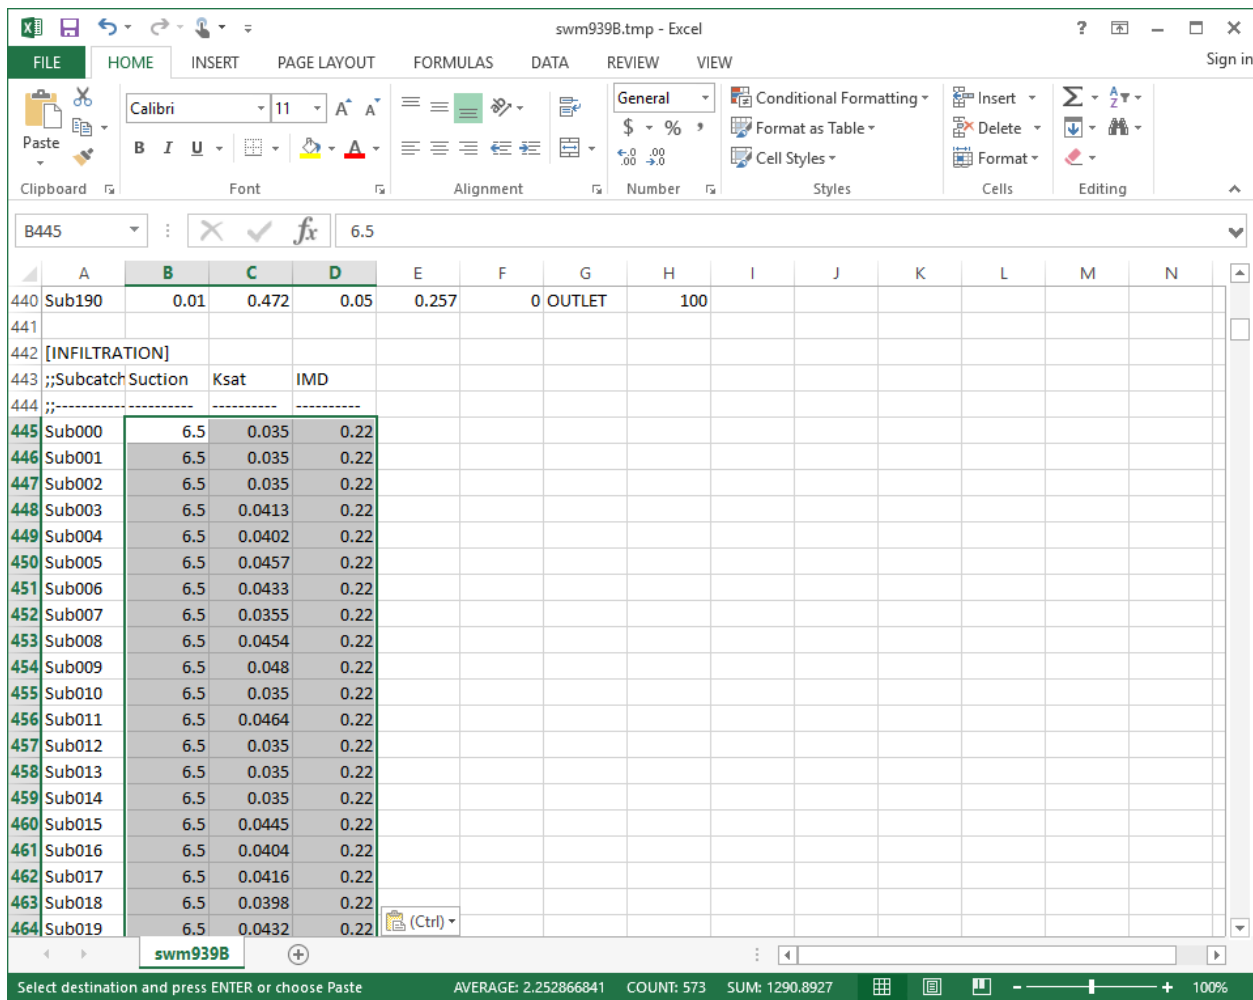 swm939B.tmp - Excel
?
FILE HOME INSERT PAGE LAYOUT FORMULAS DATA REVIEW VIEW Sign in
Calibri 11 A A General Conditional Formatting Insert Σ A Z
Paste $ % , Format as Table Delete
B I U A .0 .00 .00 .0 Cell Styles Format
Clipboard Font Alignment Number Styles Cells Editing
B445 fx 6.5
A B C D E F G H I J K L M N
440 Sub190 0.01 0.472 0.05 0.257 0 OUTLET 100
441
442 [INFILTRATION]
443 ;;Subcatch Suction Ksat IMD
444 ;;----------- ---------- ---------- ----------
445 Sub000 6.5 0.035 0.22
446 Sub001 6.5 0.035 0.22
447 Sub002 6.5 0.035 0.22
448 Sub003 6.5 0.0413 0.22
449 Sub004 6.5 0.0402 0.22
450 Sub005 6.5 0.0457 0.22
451 Sub006 6.5 0.0433 0.22
452 Sub007 6.5 0.0355 0.22
453 Sub008 6.5 0.0454 0.22
454 Sub009 6.5 0.048 0.22
455 Sub010 6.5 0.035 0.22
456 Sub011 6.5 0.0464 0.22
457 Sub012 6.5 0.035 0.22
458 Sub013 6.5 0.035 0.22
459 Sub014 6.5 0.035 0.22
460 Sub015 6.5 0.0445 0.22
461 Sub016 6.5 0.0404 0.22
462 Sub017 6.5 0.0416 0.22
463 Sub018 6.5 0.0398 0.22
464 Sub019 6.5 0.0432 0.22 (Ctrl)
swm939B
Select destination and press ENTER or choose Paste AVERAGE: 2.252866841 COUNT: 573 SUM: 1290.8927 - + 100%